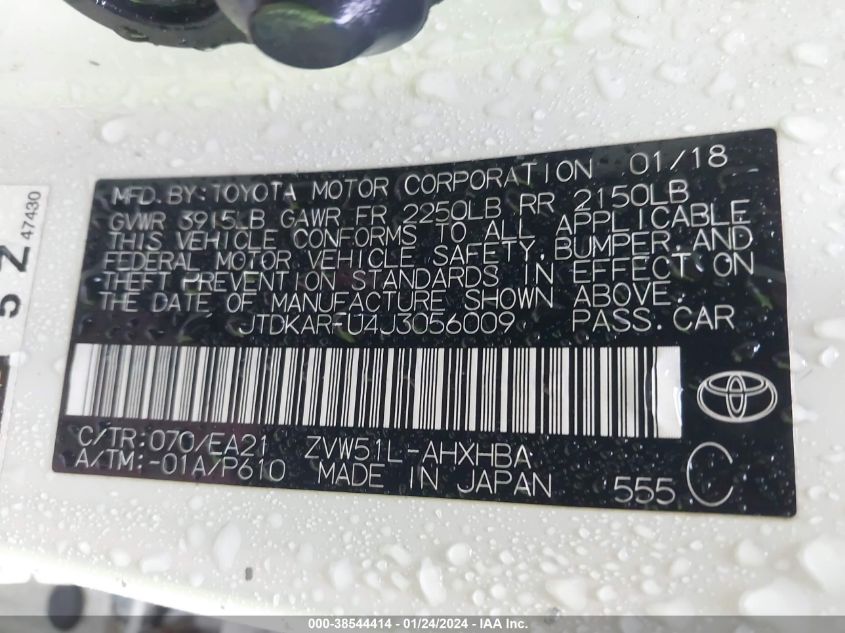 MFD. BY: TOYOTA MOTOR CORPORATION 01/18
GVWR 3915LB GAWR FR 2250LB RR 2150LB
THIS VEHICLE CONFORMS TO ALL APPLICABLE
FEDERAL MOTOR VEHICLE SAFETY, BUMPER, AND
THEFT PREVENTION STANDARDS IN EFFECT ON
THE DATE OF MANUFACTURE SHOWN ABOVE.
JTDKARFU4J3056009 PASS. CAR
C/TR: 070/EA21 ZVW51L-AHXHBA
A/TM: -01A/P610 MADE IN JAPAN 555 C
5 Z
47430
000-38544414 - 01/24/2024 - IAA Inc.